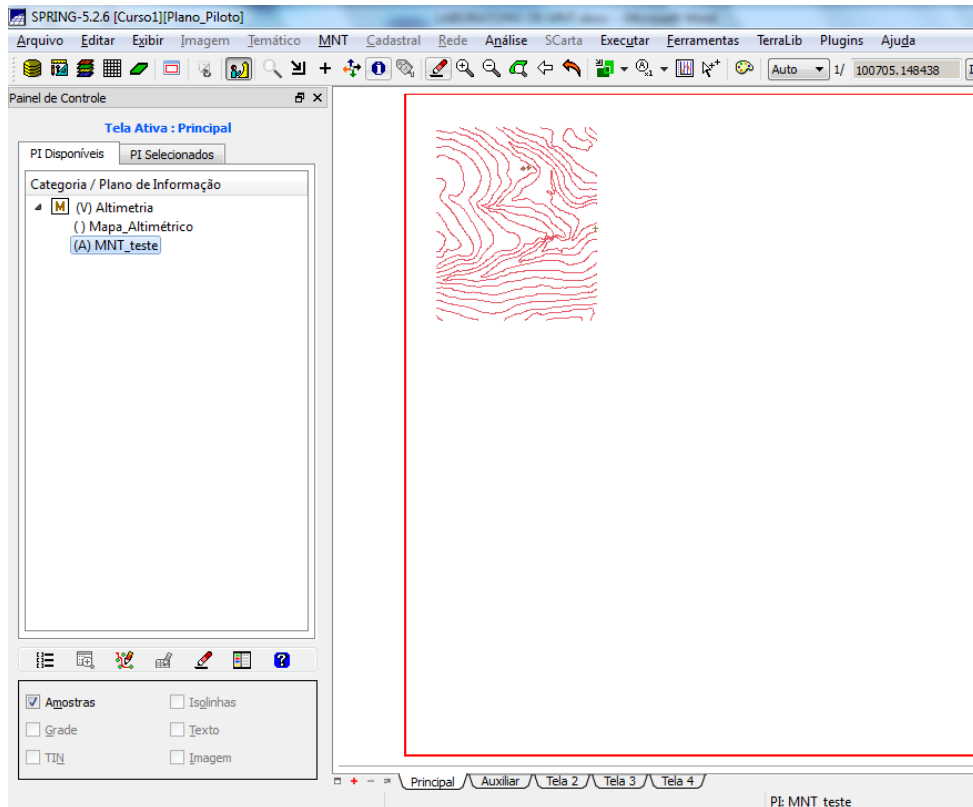 SPRING-5.2.6 [Curso1][Plano_Piloto]
Arquivo Editar Exibir Imagem Temático MNT Cadastral Rede Análise SCarta Executar Ferramentas TerraLib Plugins Ajuda
Auto 1/ 100705.148438
Painel de Controle
Tela Ativa : Principal
PI Disponíveis PI Selecionados
Categoria / Plano de Informação
M (V) Altimetria
( ) Mapa_Altimétrico
(A) MNT_teste
Amostras Isolinhas
Grade Texto
TIN Imagem
Principal Auxiliar Tela 2 Tela 3 Tela 4
PI: MNT_teste